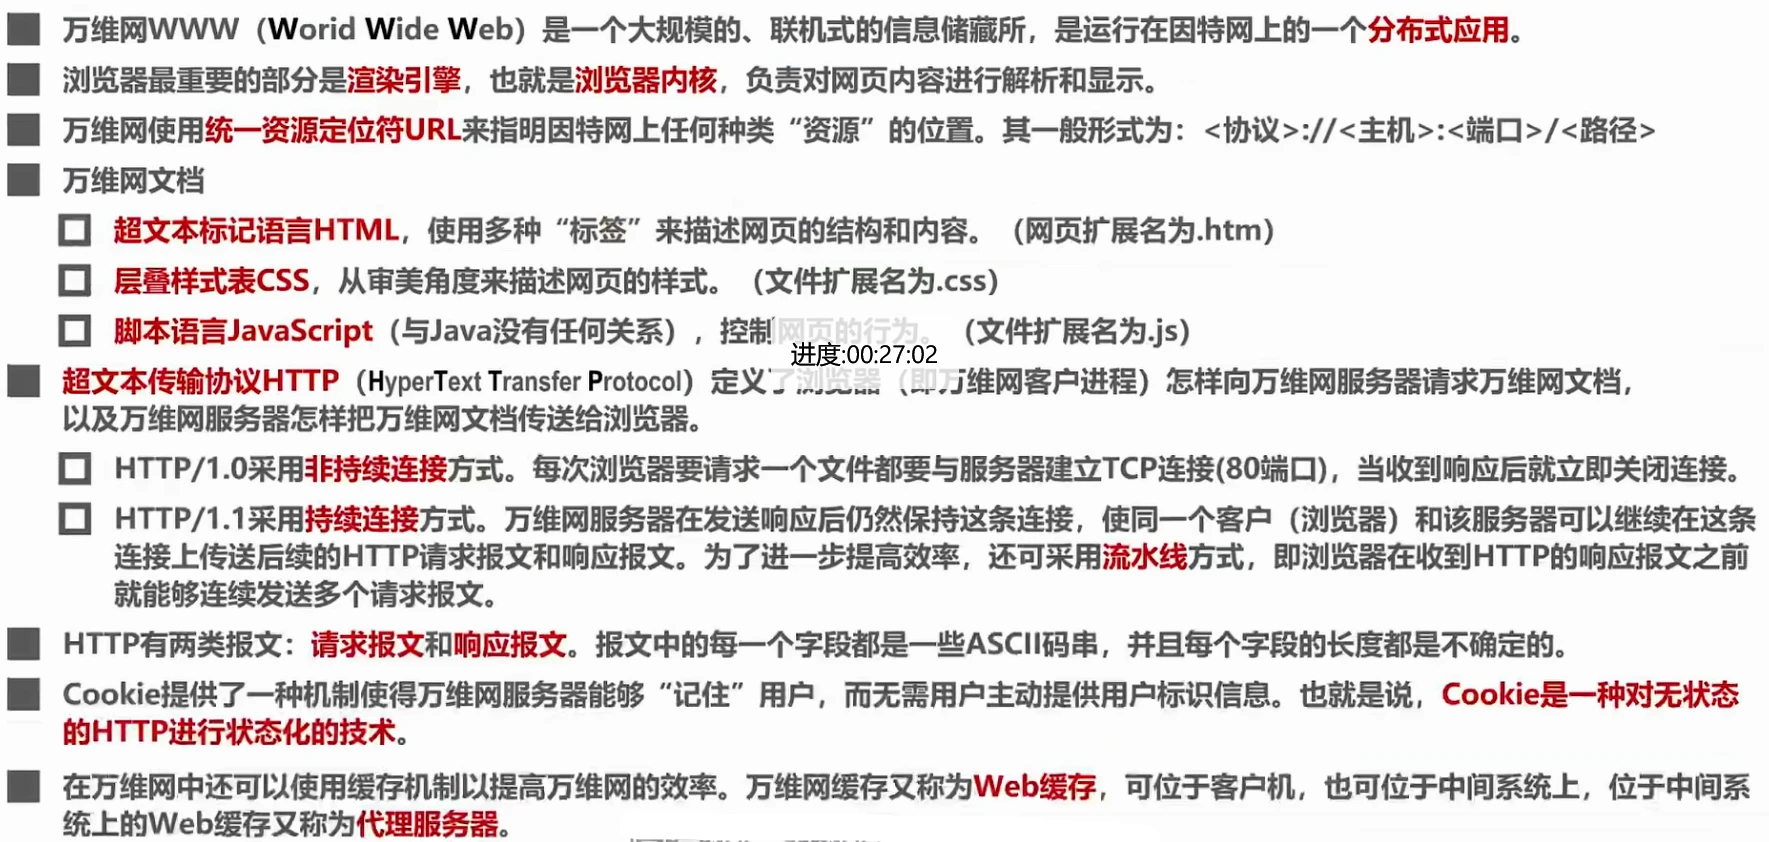 万维网WWW（Worid Wide Web）是一个大规模的、联机式的信息储藏所，是运行在因特网上的一个分布式应用。
浏览器最重要的部分是渲染引擎，也就是浏览器内核，负责对网页内容进行解析和显示。
万维网使用统一资源定位符URL来指明因特网上任何种类“资源”的位置。其一般形式为：<协议>://<主机>:<端口>/<路径>
万维网文档
超文本标记语言HTML，使用多种“标签”来描述网页的结构和内容。（网页扩展名为.htm）
层叠样式表CSS，从审美角度来描述网页的样式。（文件扩展名为.css）
脚本语言JavaScript（与Java没有任何关系），控制网页的行为。（文件扩展名为.js）
进度:00:27:02
超文本传输协议HTTP（HyperText Transfer Protocol）定义了浏览器（即万维网客户进程）怎样向万维网服务器请求万维网文档，
以及万维网服务器怎样把万维网文档传送给浏览器。
HTTP/1.0采用非持续连接方式。每次浏览器要请求一个文件都要与服务器建立TCP连接(80端口)，当收到响应后就立即关闭连接。
HTTP/1.1采用持续连接方式。万维网服务器在发送响应后仍然保持这条连接，使同一个客户（浏览器）和该服务器可以继续在这条
连接上传送后续的HTTP请求报文和响应报文。为了进一步提高效率，还可采用流水线方式，即浏览器在收到HTTP的响应报文之前
就能够连续发送多个请求报文。
HTTP有两类报文：请求报文和响应报文。报文中的每一个字段都是一些ASCII码串，并且每个字段的长度都是不确定的。
Cookie提供了一种机制使得万维网服务器能够“记住”用户，而无需用户主动提供用户标识信息。也就是说，Cookie是一种对无状态
的HTTP进行状态化的技术。
在万维网中还可以使用缓存机制以提高万维网的效率。万维网缓存又称为Web缓存，可位于客户机，也可位于中间系统上，位于中间系
统上的Web缓存又称为代理服务器。